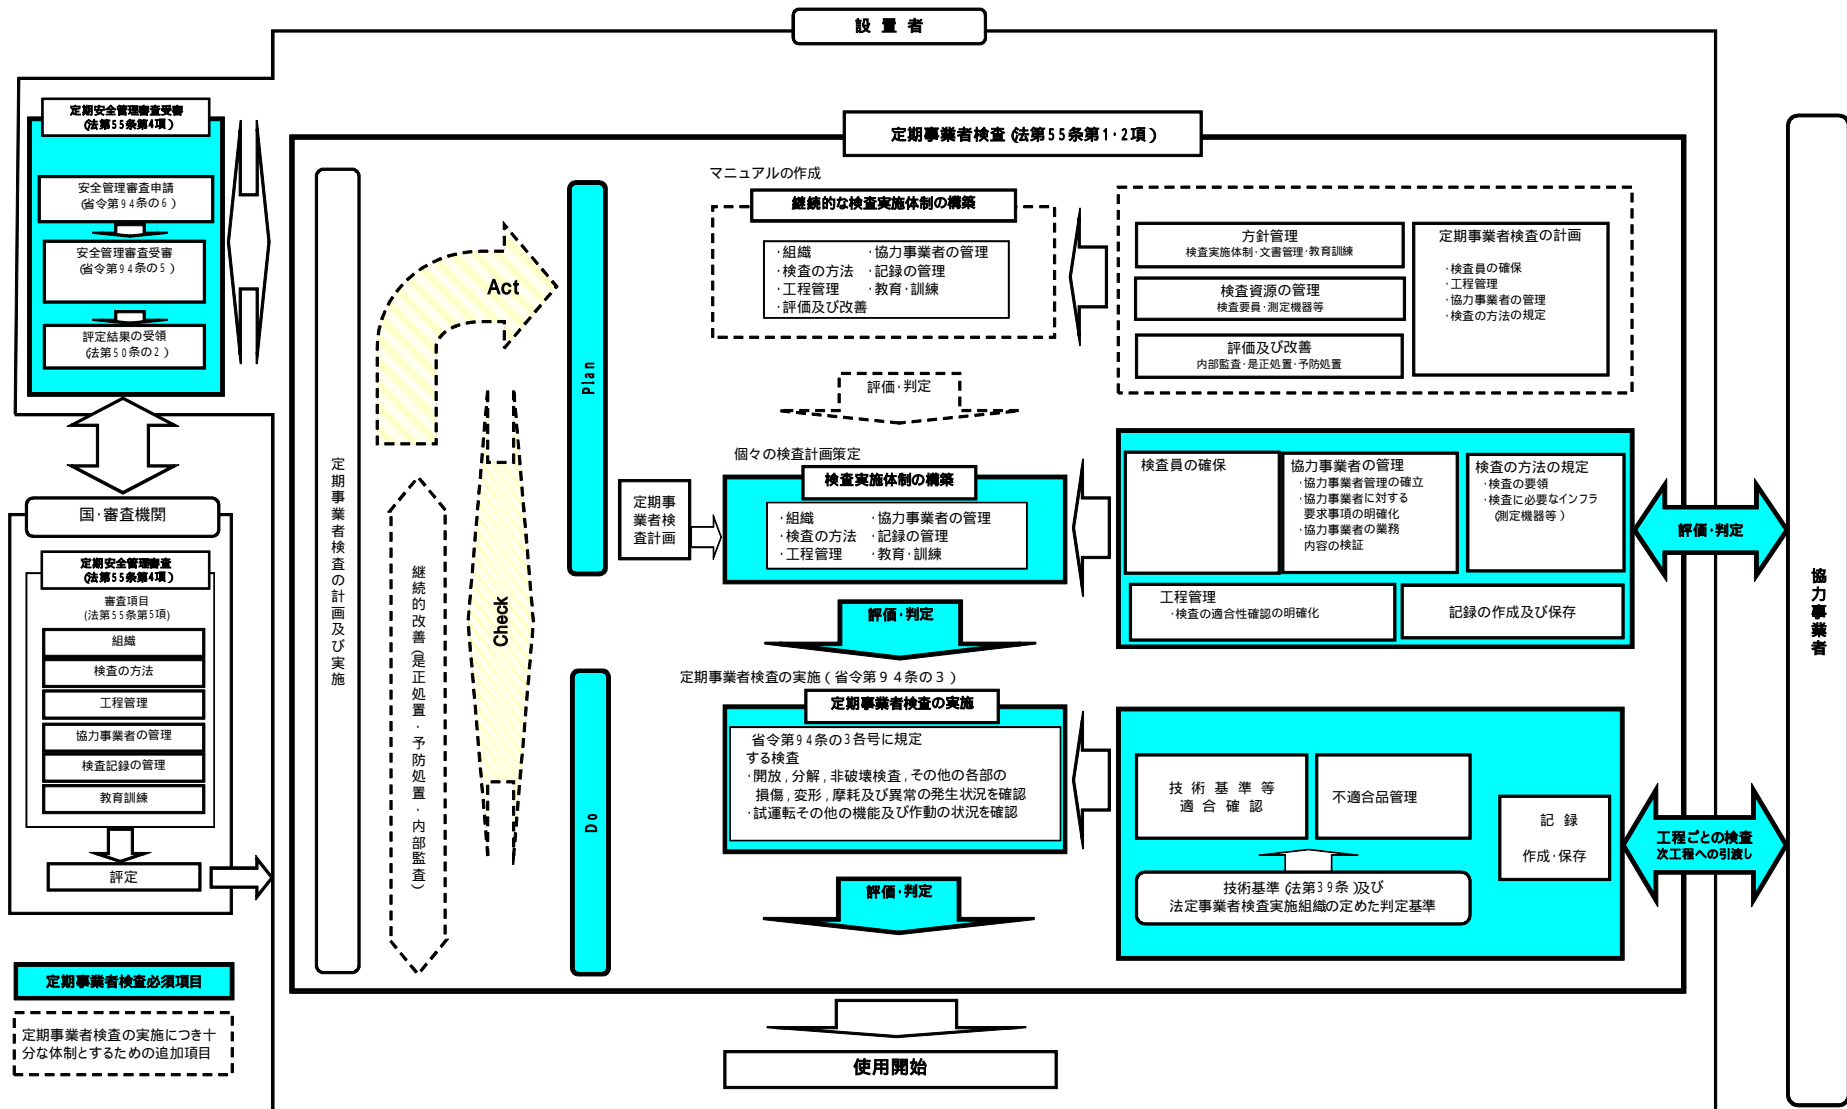 設 置 者
定期安全管理審査受審
(法第55条第4項)
安全管理審査申請
(省令第94条の6)
安全管理審査受審
(省令第94条の5)
評定結果の受領
(法第50条の2)
国・審査機関
定期安全管理審査
(法第55条第4項)
審査項目
(法第55条第5項)
組織
検査の方法
工程管理
協力事業者の管理
検査記録の管理
教育訓練
評定
定期事業者検査必須項目
定期事業者検査の実施につき十
分な体制とするための追加項目
定期事業者検査(法第55条第1・2項)
定期事業者検査の計画及び実施
Act
Check
継続的改善(是正処置・予防処置・内部監査)
Plan
Do
マニュアルの作成
継続的な検査実施体制の構築
・組織 ・協力事業者の管理
・検査の方法 ・記録の管理
・工程管理 ・教育・訓練
・評価及び改善
方針管理
検査実施体制・文書管理・教育訓練
検査資源の管理
検査要員・測定機器等
評価及び改善
内部監査・是正処置・予防処置
定期事業者検査の計画
・検査員の確保
・工程管理
・協力事業者の管理
・検査の方法の規定
評価・判定
個々の検査計画策定
定期事
業者検
査計画
検査実施体制の構築
・組織 ・協力事業者の管理
・検査の方法 ・記録の管理
・工程管理 ・教育・訓練
検査員の確保
協力事業者の管理
・協力事業者管理の確立
・協力事業者に対する
要求事項の明確化
・協力事業者の業務
内容の検証
検査の方法の規定
・検査の要領
・検査に必要なインフラ
(測定機器等)
工程管理
・検査の適合性確認の明確化
記録の作成及び保存
評価・判定
評価・判定
定期事業者検査の実施(省令第94条の3)
定期事業者検査の実施
省令第94条の3各号に規定
する検査
・開放,分解,非破壊検査,その他の各部の
損傷,変形,摩耗及び異常の発生状況を確認
・試運転その他の機能及び作動の状況を確認
技 術 基 準 等
適 合 確 認
不適合品管理
記 録
作成・保存
技術基準(法第39条)及び
法定事業者検査実施組織の定めた判定基準
工程ごとの検査
次工程への引渡し
評価・判定
使用開始
協力事業者